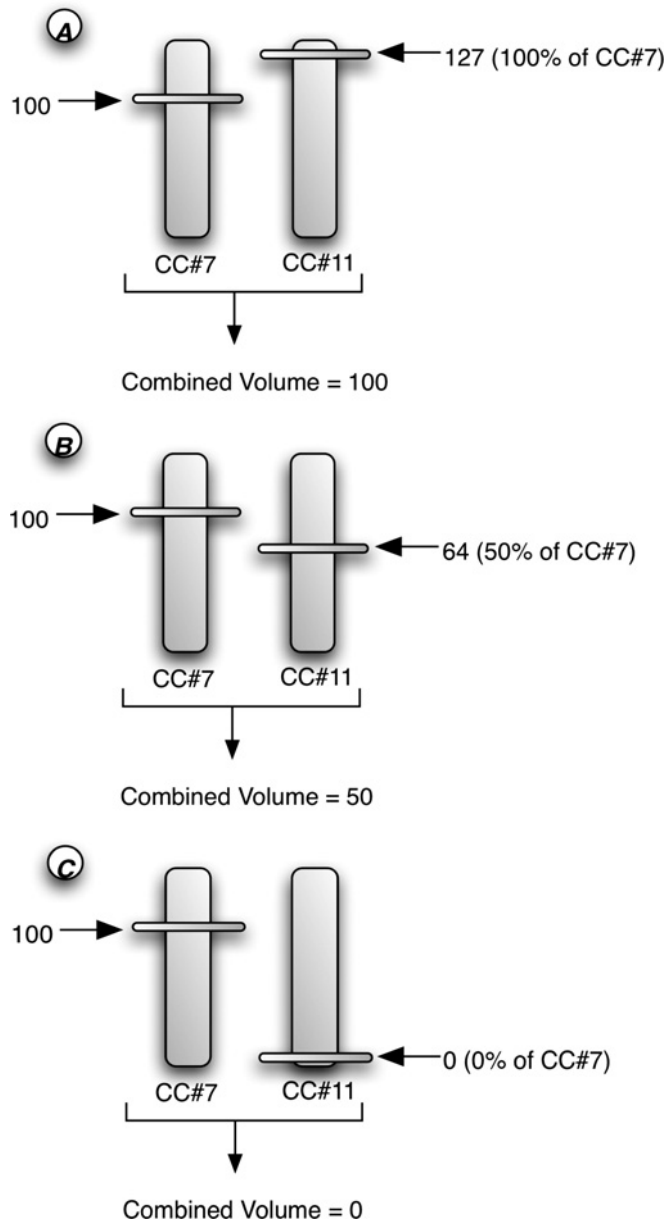 A
127 (100% of CC#7)
100
CC#7 CC#11
Combined Volume = 100
B
100
64 (50% of CC#7)
CC#7 CC#11
Combined Volume = 50
C
100
0 (0% of CC#7)
CC#7 CC#11
Combined Volume = 0